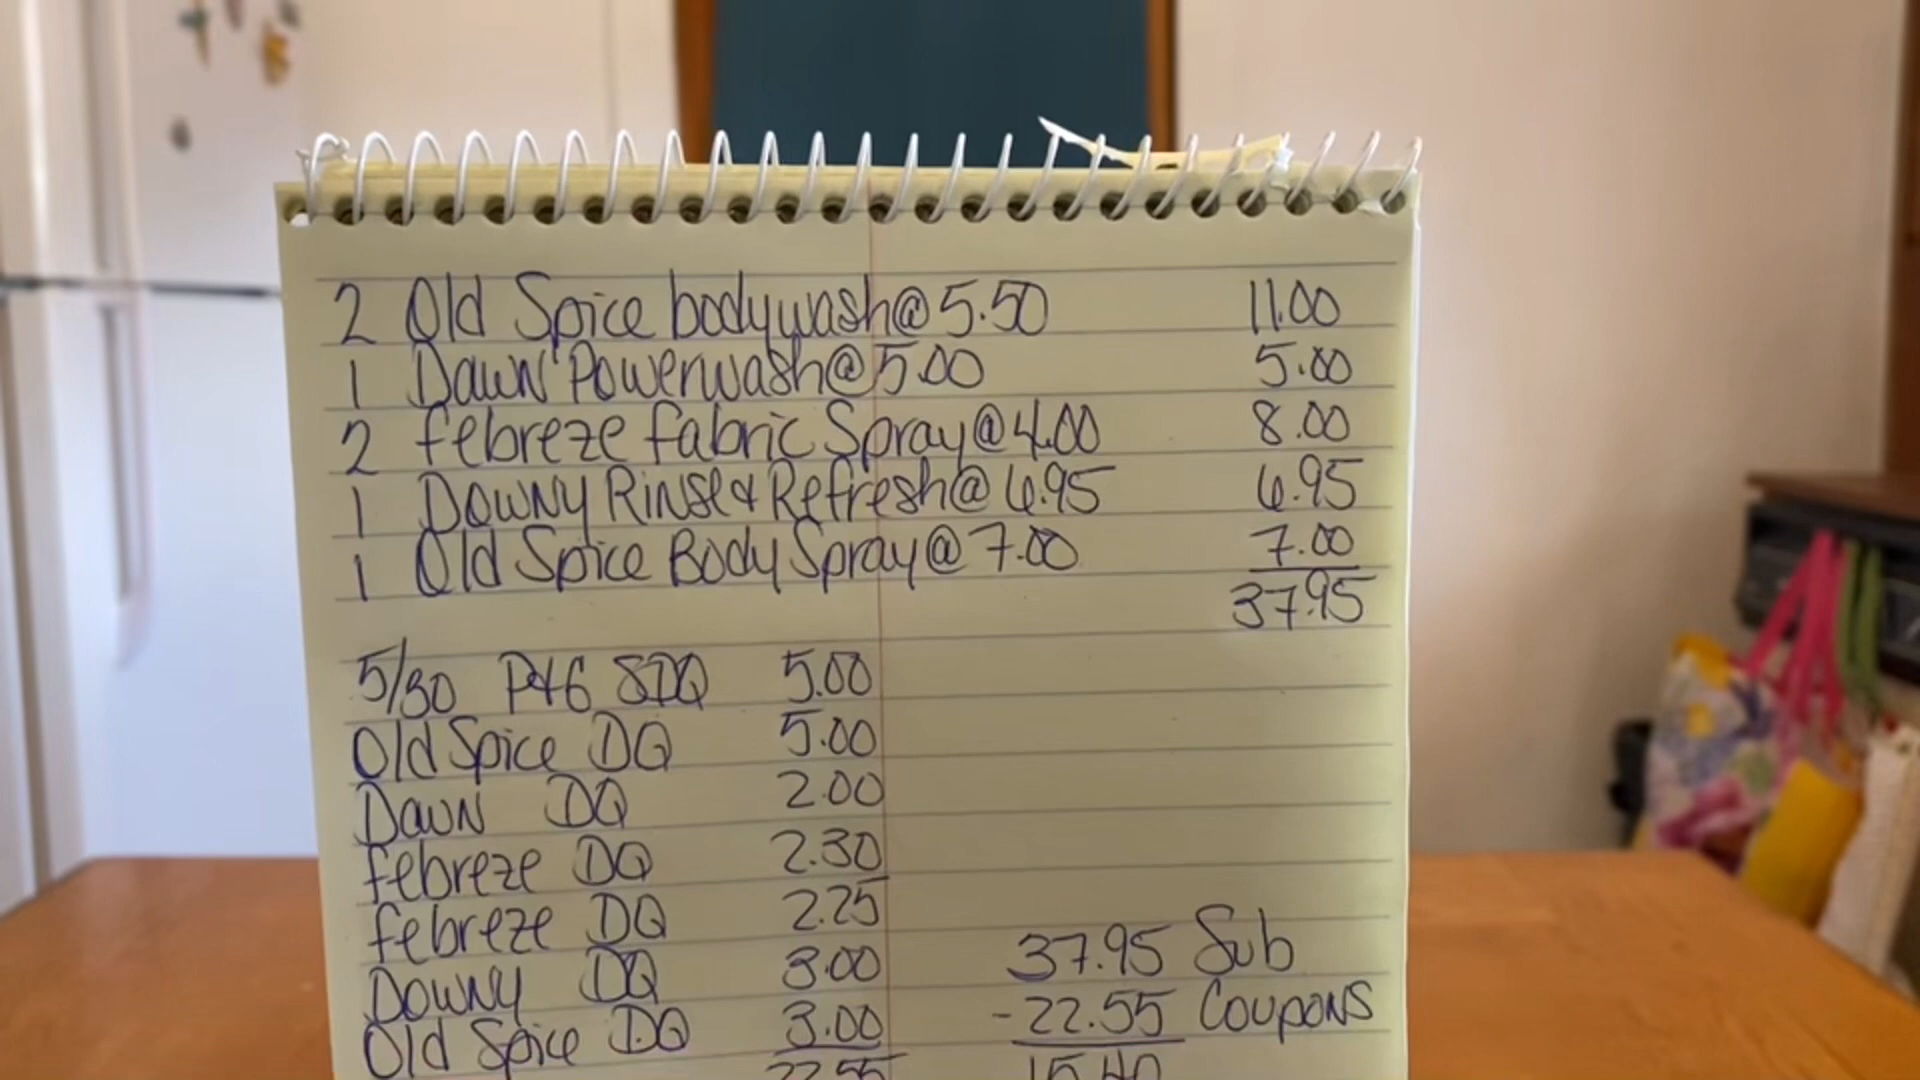 2 Old Spice bodywash@5.50 11.00
1 Dawn Powerwash@5.00 5.00
2 febreze fabric Spray@4.00 8.00
1 Downy Rinse & Refresh@6.95 6.95
1 Old Spice Body Spray@7.00 7.00
37.95
5/30 P+G SDQ 5.00
Old Spice DQ 5.00
Dawn DQ 2.00
febreze DQ 2.30
febreze DQ 2.25
Downy DQ 3.00
Old Spice DQ 3.00
22.55
37.95 Sub
-22.55 Coupons
15.40